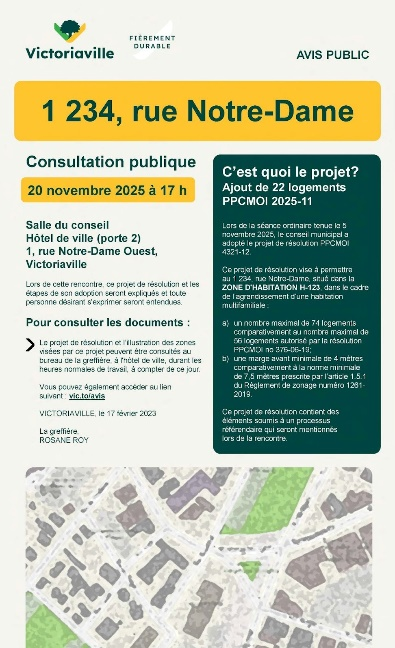 Victoriaville
FIÈREMENT
DURABLE
AVIS PUBLIC
1 234, rue Notre-Dame
Consultation publique
20 novembre 2025 à 17 h
Salle du conseil
Hôtel de ville (porte 2)
1, rue Notre-Dame Ouest,
Victoriaville
Lors de cette rencontre, ce projet de résolution et les
étapes de son adoption seront expliqués et toute
personne désirant s'exprimer seront entendues.
Pour consulter les documents :
Le projet de résolution et l'illustration des zones
visées par ce projet peuvent être consultés au
bureau de la greffière, à l'hôtel de ville, durant les
heures normales de travail, à compter de ce jour.
Vous pouvez également accéder au lien
suivant : vic.to/avis
VICTORIAVILLE, le 17 février 2023
La greffière,
ROSANE ROY
C'est quoi le projet?
Ajout de 22 logements
PPCMOI 2025-11
Lors de la séance ordinaire tenue le 5
novembre 2025, le conseil municipal a
adopté le projet de résolution PPCMOI
4321-12.
Ce projet de résolution vise à permettre
au 1 234, rue Notre-Dame, situé dans la
ZONE D'HABITATION H-123, dans le cadre
de l'agrandissement d'une habitation
multifamiliale :
a) un nombre maximal de 74 logements
comparativement au nombre maximal de
56 logements autorisé par la résolution
PPCMOI no 376-06-19;
b) une marge avant minimale de 4 mètres
comparativement à la norme minimale
de 7,5 mètres prescrite par l'article 1.5.1
du Règlement de zonage numéro 1261-
2019.
Ce projet de résolution contient des
éléments soumis à un processus
référendaire qui seront mentionnés
lors de la rencontre.